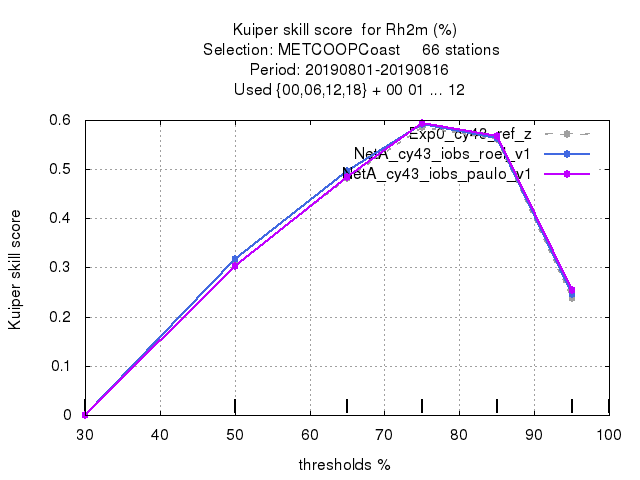 Kuiper skill score for Rh2m (%)
Selection: METCOOPCoast 66 stations
Period: 20190801-20190816
Used {00,06,12,18} + 00 01 ... 12
Exp0_cy43_ref_z
NetA_cy43_iobs_roel_v1
NetA_cy43_iobs_paulo_v1
Kuiper skill score
0.6
0.5
0.4
0.3
0.2
0.1
0
30 40 50 60 70 80 90 100
thresholds %